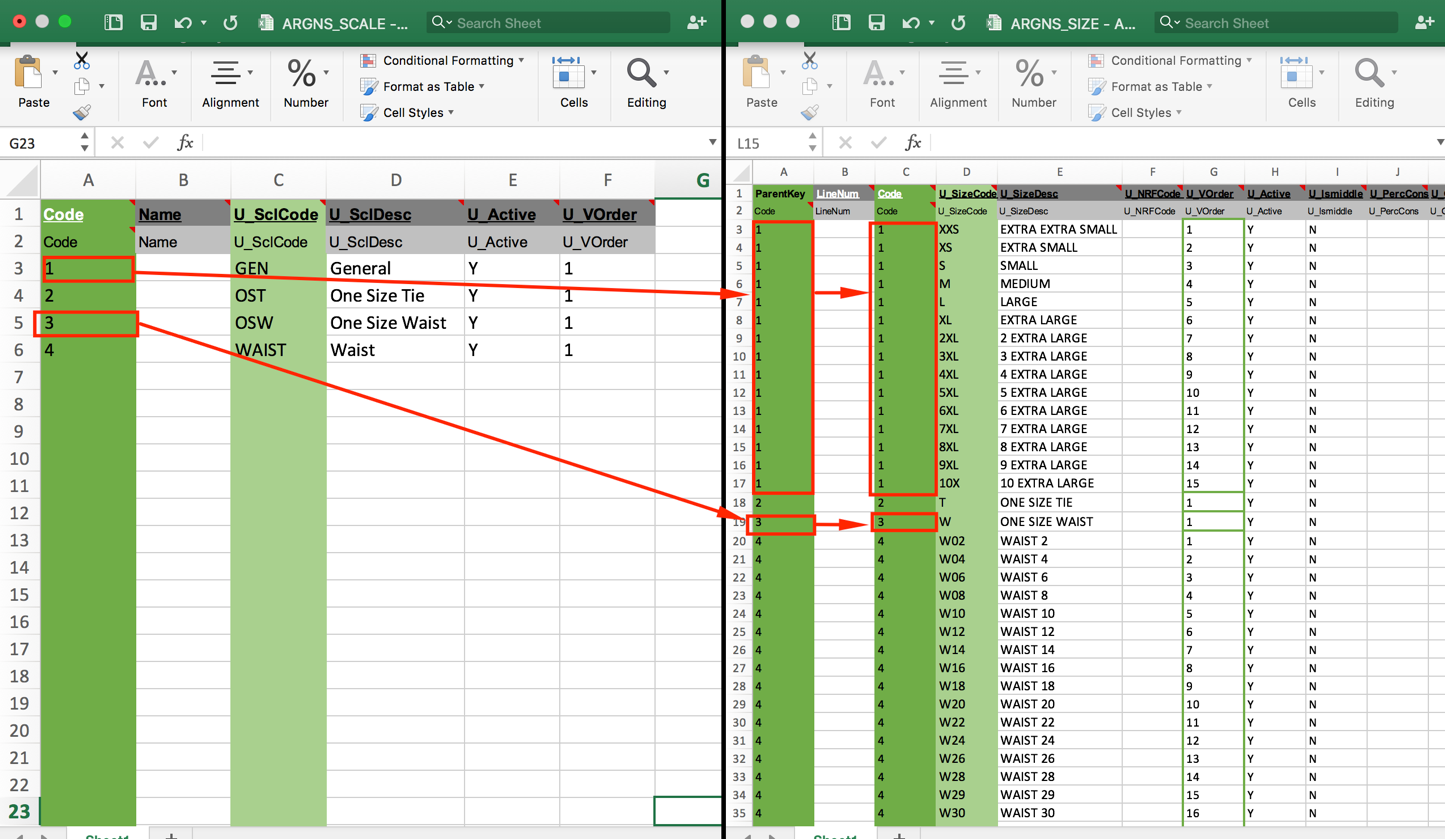 ARGNS_SCALE -...
Search Sheet
Paste
Font
Alignment
Number
Conditional Formatting
Format as Table
Cell Styles
Cells
Editing
G23
fx
A B C D E F G
1 Code Name U_SclCode U_SclDesc U_Active U_VOrder
2 Code Name U_SclCode U_SclDesc U_Active U_VOrder
3 1 GEN General Y 1
4 2 OST One Size Tie Y 1
5 3 OSW One Size Waist Y 1
6 4 WAIST Waist Y 1
7
8
9
10
11
12
13
14
15
16
17
18
19
20
21
22
23
Sheet1 +
ARGNS_SIZE - A...
Search Sheet
Paste
Font
Alignment
Number
Conditional Formatting
Format as Table
Cell Styles
Cells
Editing
L15
fx
A B C D E F G H I J
1 ParentKey LineNum Code U_SizeCode U_SizeDesc U_NRFCode U_VOrder U_Active U_Ismiddle U_PercCons
2 Code LineNum Code U_SizeCode U_SizeDesc U_NRFCode U_VOrder U_Active U_Ismiddle U_PercCons
3 1 1 XXS EXTRA EXTRA SMALL 1 Y N
4 1 1 XS EXTRA SMALL 2 Y N
5 1 1 S SMALL 3 Y N
6 1 1 M MEDIUM 4 Y N
7 1 1 L LARGE 5 Y N
8 1 1 XL EXTRA LARGE 6 Y N
9 1 1 2XL 2 EXTRA LARGE 7 Y N
10 1 1 3XL 3 EXTRA LARGE 8 Y N
11 1 1 4XL 4 EXTRA LARGE 9 Y N
12 1 1 5XL 5 EXTRA LARGE 10 Y N
13 1 1 6XL 6 EXTRA LARGE 11 Y N
14 1 1 7XL 7 EXTRA LARGE 12 Y N
15 1 1 8XL 8 EXTRA LARGE 13 Y N
16 1 1 9XL 9 EXTRA LARGE 14 Y N
17 1 1 10X 10 EXTRA LARGE 15 Y N
18 2 2 T ONE SIZE TIE 1 Y N
19 3 3 W ONE SIZE WAIST 1 Y N
20 4 4 W02 WAIST 2 1 Y N
21 4 4 W04 WAIST 4 2 Y N
22 4 4 W06 WAIST 6 3 Y N
23 4 4 W08 WAIST 8 4 Y N
24 4 4 W10 WAIST 10 5 Y N
25 4 4 W12 WAIST 12 6 Y N
26 4 4 W14 WAIST 14 7 Y N
27 4 4 W16 WAIST 16 8 Y N
28 4 4 W18 WAIST 18 9 Y N
29 4 4 W20 WAIST 20 10 Y N
30 4 4 W22 WAIST 22 11 Y N
31 4 4 W24 WAIST 24 12 Y N
32 4 4 W26 WAIST 26 13 Y N
33 4 4 W28 WAIST 28 14 Y N
34 4 4 W29 WAIST 29 15 Y N
35 4 4 W30 WAIST 30 16 Y N
Sheet1 +